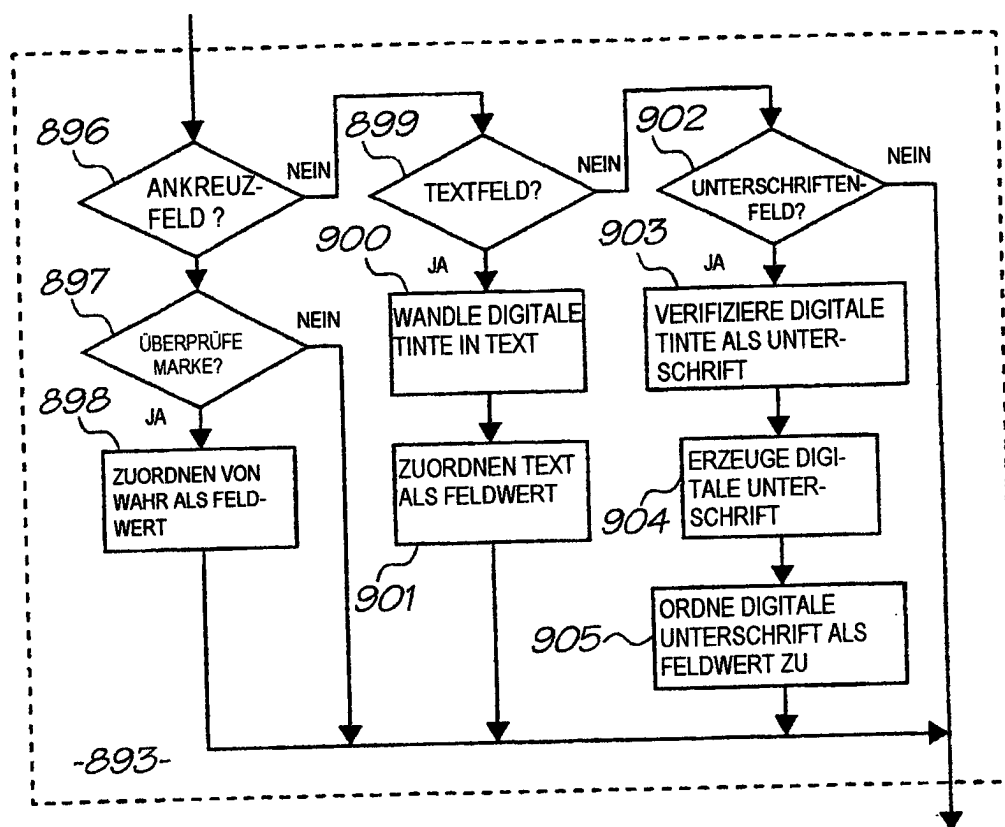 896
ANKREUZ-
FELD ?
NEIN
897
ÜBERPRÜFE
MARKE?
NEIN
JA
898
ZUORDNEN VON
WAHR ALS FELD-
WERT
899
TEXTFELD?
NEIN
900
JA
WANDLE DIGITALE
TINTE IN TEXT
ZUORDNEN TEXT
ALS FELDWERT
901
902
UNTERSCHRIFTEN-
FELD?
NEIN
903
JA
VERIFIZIERE DIGITALE
TINTE ALS UNTER-
SCHRIFT
ERZEUGE DIGI-
TALE UNTER-
SCHRIFT
904
ORDNE DIGITALE
UNTERSCHRIFT ALS
FELDWERT ZU
905
-893-